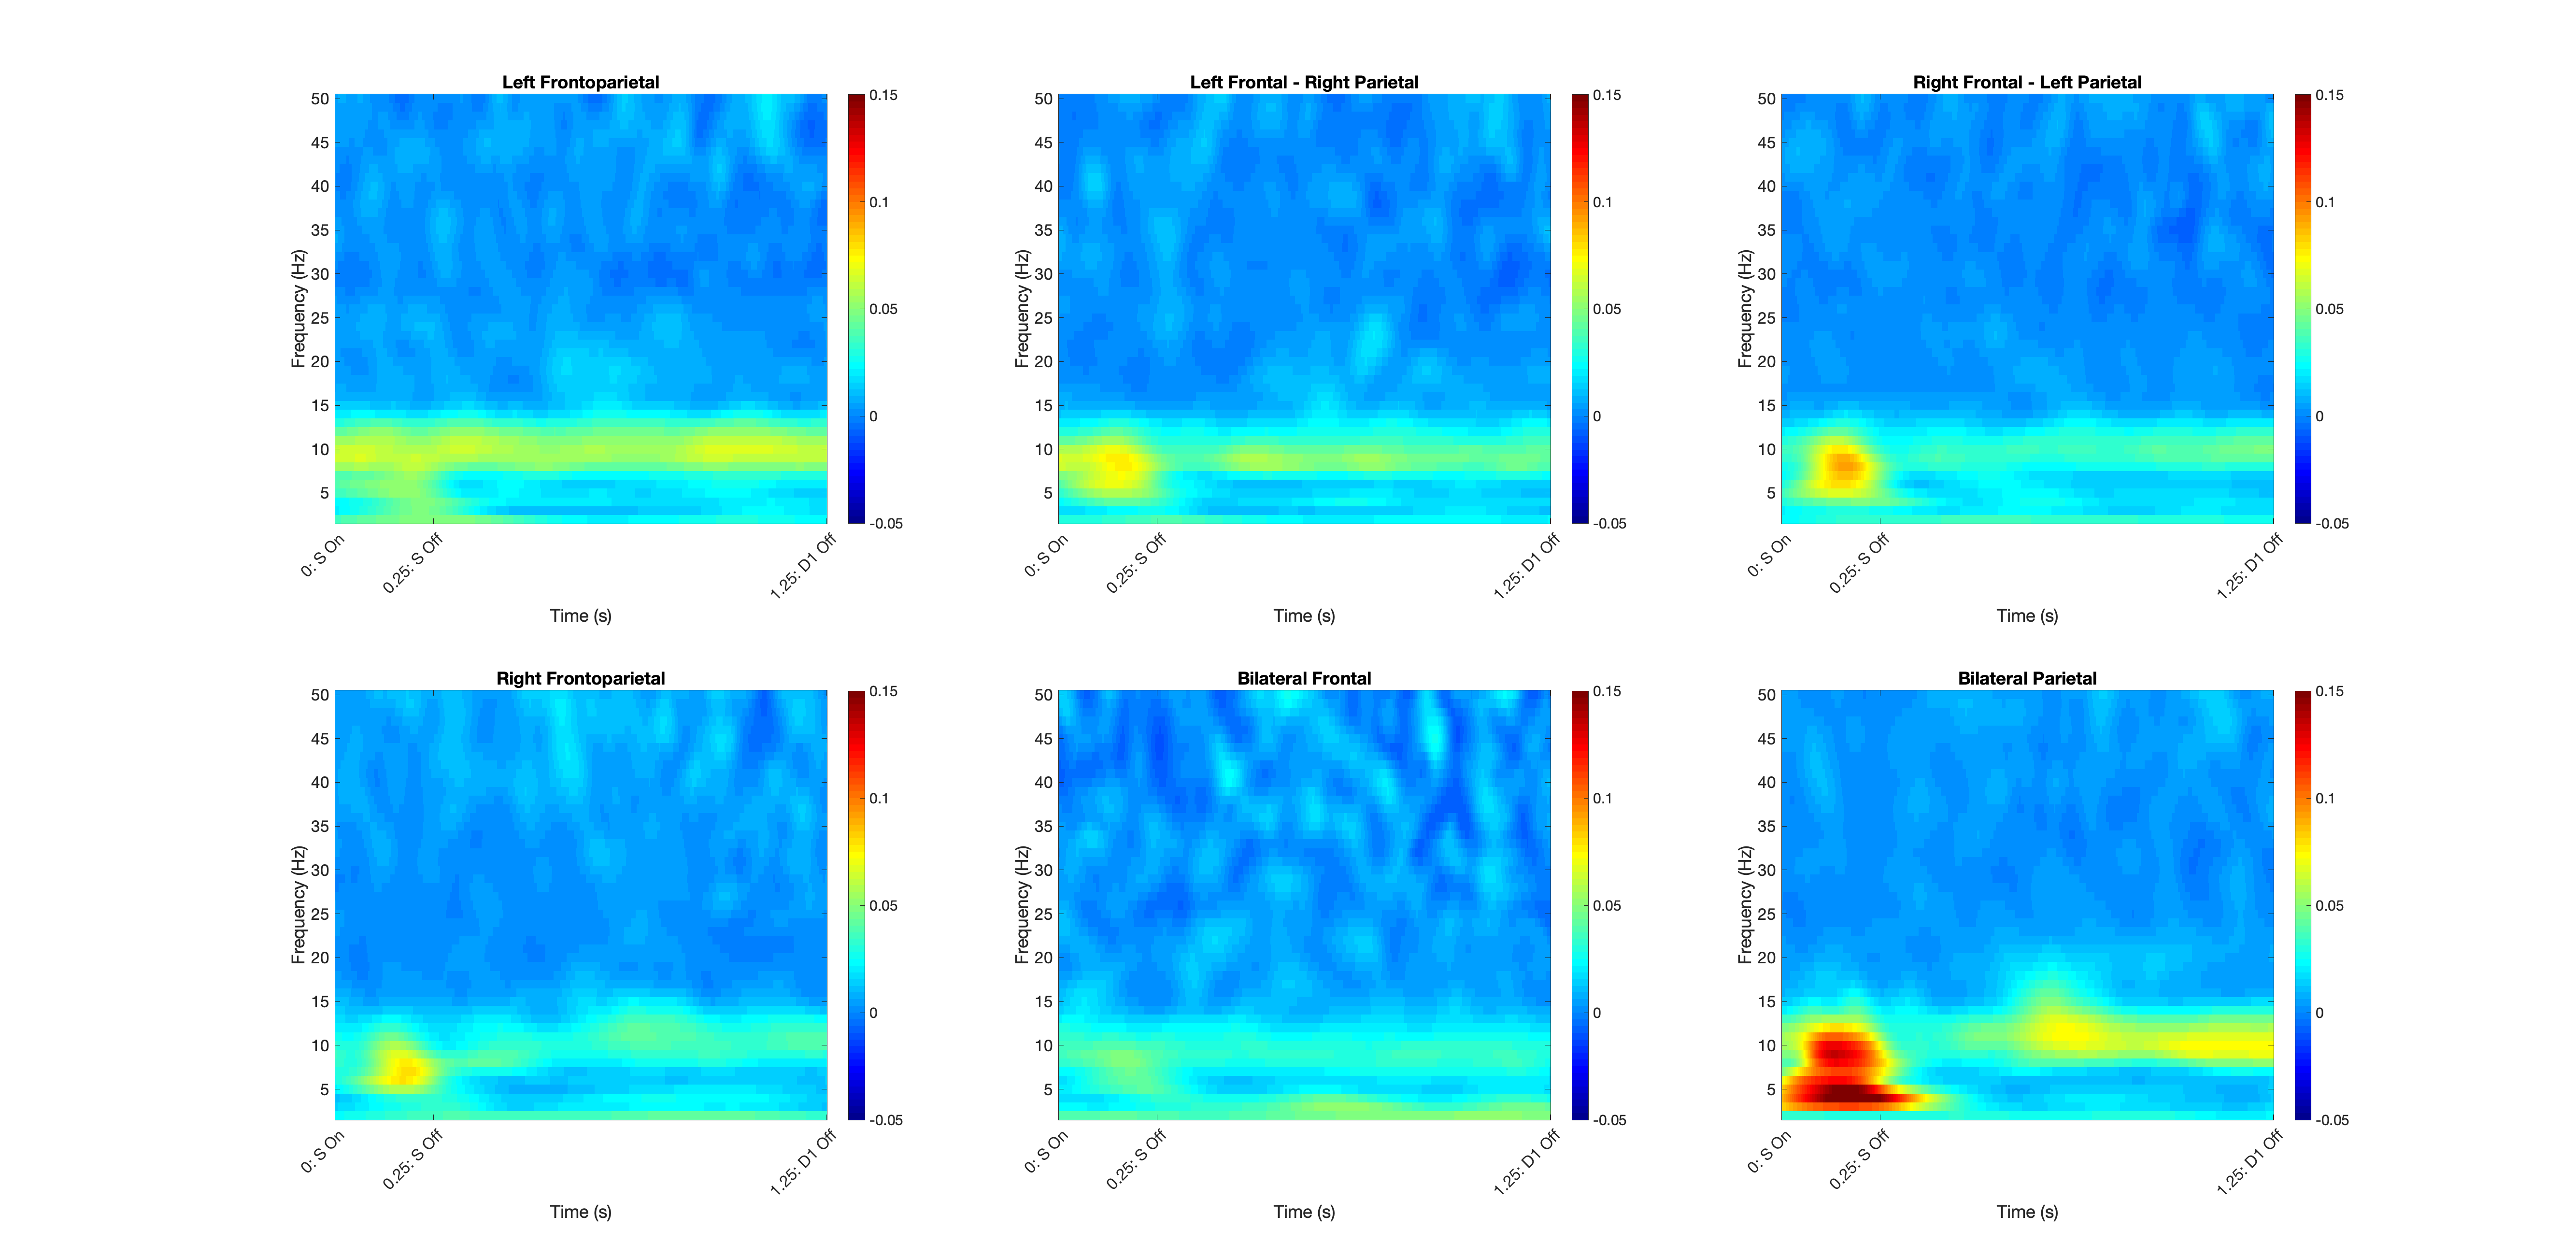 Left Frontoparietal
50
45
40
35
30
25
20
15
10
5
Frequency (Hz)
0: S On
0.25: S Off
1.25: D1 Off
Time (s)
0.15
0.1
0.05
0
-0.05
Left Frontal - Right Parietal
50
45
40
35
30
25
20
15
10
5
Frequency (Hz)
0: S On
0.25: S Off
1.25: D1 Off
Time (s)
0.15
0.1
0.05
0
-0.05
Right Frontal - Left Parietal
50
45
40
35
30
25
20
15
10
5
Frequency (Hz)
0: S On
0.25: S Off
1.25: D1 Off
Time (s)
0.15
0.1
0.05
0
-0.05
Right Frontoparietal
50
45
40
35
30
25
20
15
10
5
Frequency (Hz)
0: S On
0.25: S Off
1.25: D1 Off
Time (s)
0.15
0.1
0.05
0
-0.05
Bilateral Frontal
50
45
40
35
30
25
20
15
10
5
Frequency (Hz)
0: S On
0.25: S Off
1.25: D1 Off
Time (s)
0.15
0.1
0.05
0
-0.05
Bilateral Parietal
50
45
40
35
30
25
20
15
10
5
Frequency (Hz)
0: S On
0.25: S Off
1.25: D1 Off
Time (s)
0.15
0.1
0.05
0
-0.05